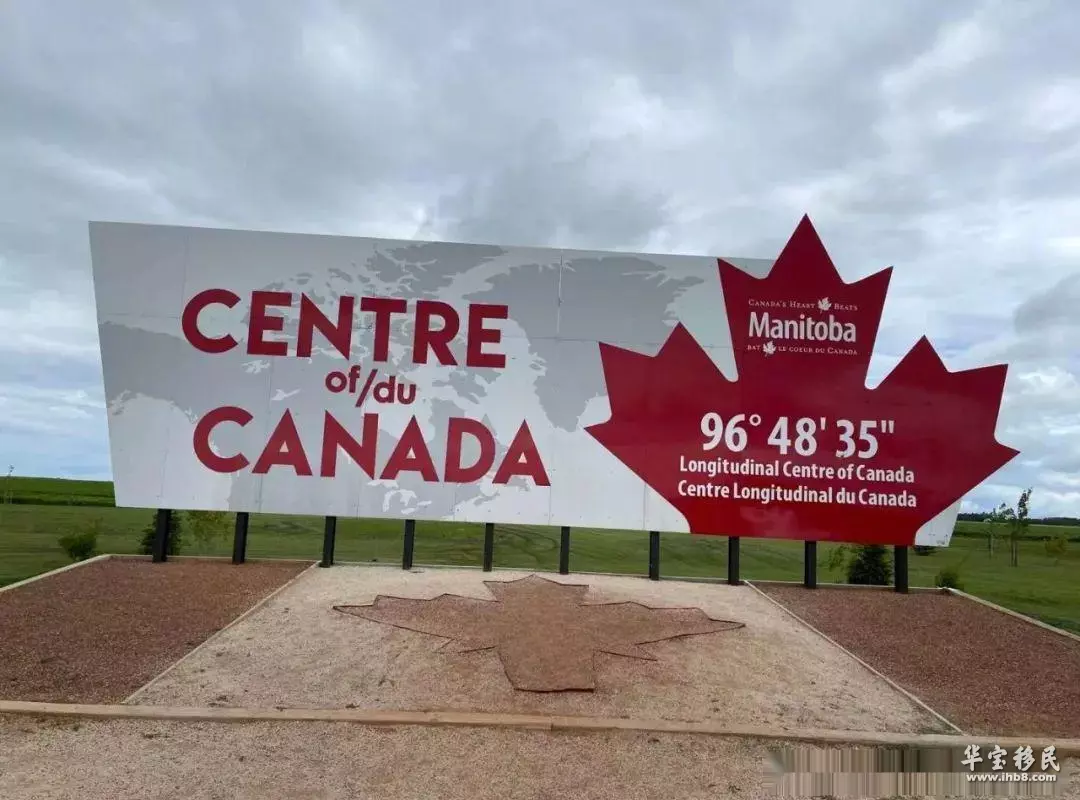 CENTRE
of/du
CANADA
CANADA'S HEART BEATS
Manitoba
BAT LE COEUR DU CANADA
96° 48' 35"
Longitudinal Centre of Canada
Centre Longitudinal du Canada
华宝移民
www.ihb8.com